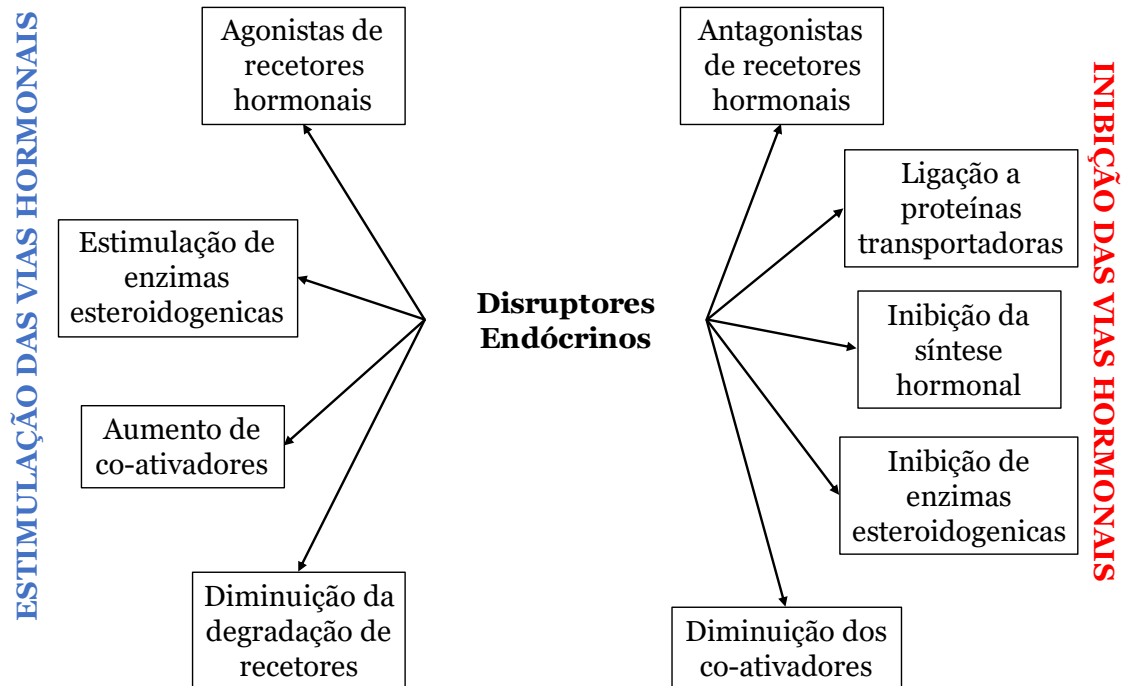 ESTIMULAÇÃO DAS VIAS HORMONAIS
Agonistas de
recetores
hormonais
Estimulação de
enzimas
esteroidogenicas
Aumento de
co-ativadores
Diminuição da
degradação de
recetores
Disruptores
Endócrinos
Antagonistas
de recetores
hormonais
Ligação a
proteínas
transportadoras
Inibição da
síntese
hormonal
Inibição de
enzimas
esteroidogenicas
Diminuição dos
co-ativadores
INIBIÇÃO DAS VIAS HORMONAIS